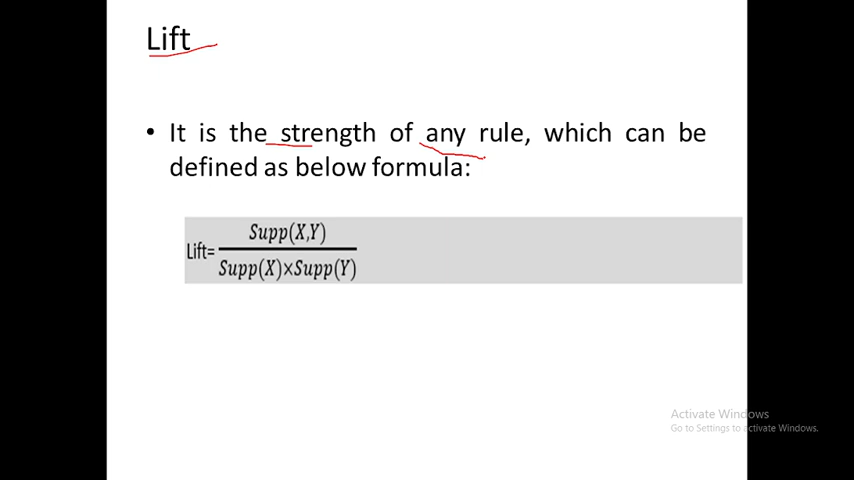 Lift
• It is the strength of any rule, which can be
defined as below formula:
Supp(X,Y)
Lift=
Supp(X)×Supp(Y)
Activate Windows
Go to Settings to activate Windows.